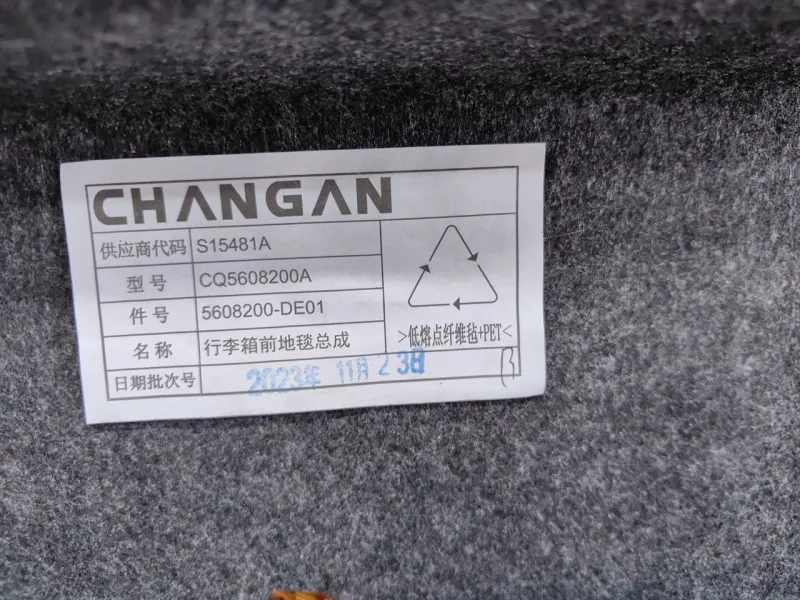 CHANGAN
供应商代码 S15481A
型号 CQ5608200A
件号 5608200-DE01
名称 行李箱前地毯总成
>低熔点纤维毡+PET<
日期批次号 2023年 11月 23日